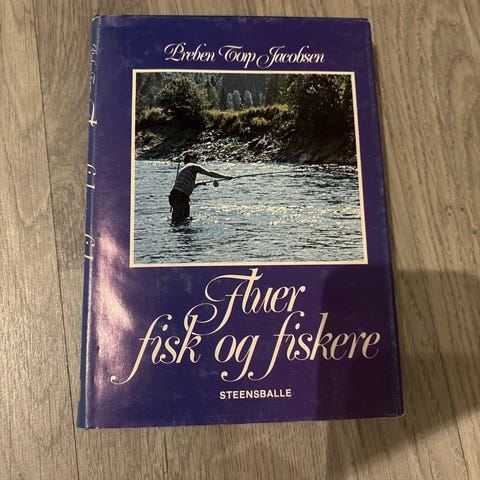 Preben Torp Jacobsen
Fluer
fisk og fiskere
STEENSBALLE